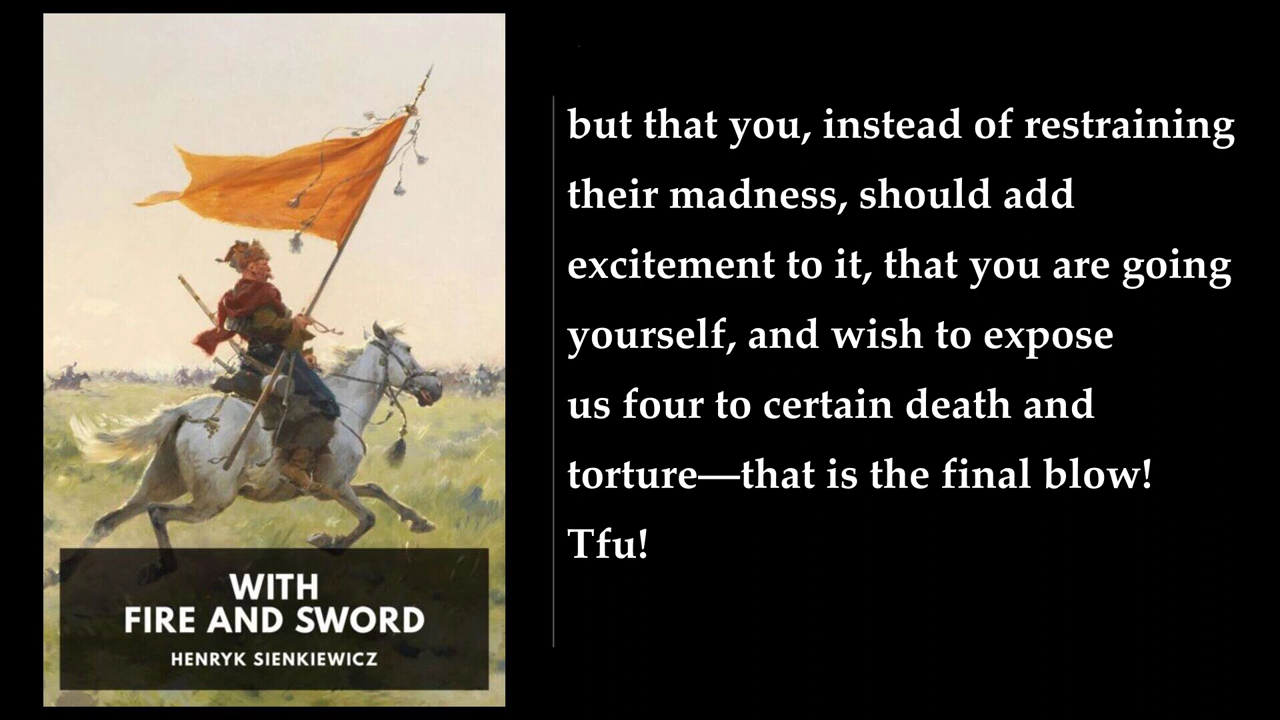 WITH
FIRE AND SWORD
HENRYK SIENKIEWICZ
but that you, instead of restraining
their madness, should add
excitement to it, that you are going
yourself, and wish to expose
us four to certain death and
torture—that is the final blow!
Tfu!